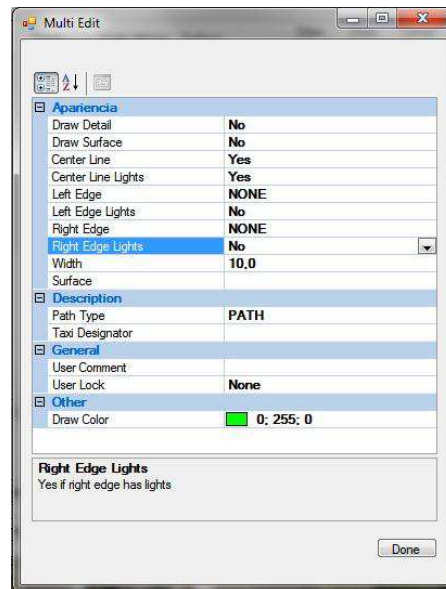 Multi Edit
Apariencia
Draw Detail No
Draw Surface No
Center Line Yes
Center Line Lights Yes
Left Edge NONE
Left Edge Lights No
Right Edge NONE
Right Edge Lights No
Width 10,0
Surface
Description
Path Type PATH
Taxi Designator
General
User Comment
User Lock None
Other
Draw Color 0; 255; 0
Right Edge Lights
Yes if right edge has lights
Done